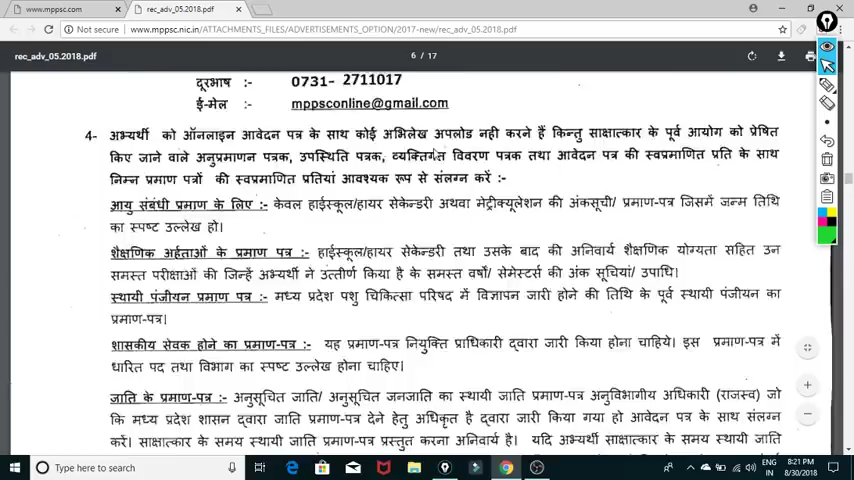 www.mppsc.com
rec_adv_05.2018.pdf
Not secure
www.mppsc.nic.in/ATTACHMENTS_FILES/ADVERTISEMENTS_OPTION/2017-new/rec_adv_05.2018.pdf
rec_adv_05.2018.pdf
6 / 17
दूरभाष :- 0731- 2711017
ई-मेल :- mppsconline@gmail.com
4- अभ्यर्थी को ऑनलाइन आवेदन पत्र के साथ कोई अभिलेख अपलोड नही करने हैं किन्तु साक्षात्कार के पूर्व आयोग को प्रेषित
किए जाने वाले अनुप्रमाणन पत्रक, उपस्थिति पत्रक, व्यक्तिगत विवरण पत्रक तथा आवेदन पत्र की स्वप्रमाणित प्रति के साथ
निम्न प्रमाण पत्रों की स्वप्रमाणित प्रतियां आवश्यक रूप से संलग्न करें :-
आयु संबंधी प्रमाण के लिए :- केवल हाईस्कूल/हायर सेकेन्डरी अथवा मेट्रीक्यूलेशन की अंकसूची/ प्रमाण-पत्र जिसमें जन्म तिथि
का स्पष्ट उल्लेख हो।
शैक्षणिक अर्हताओं के प्रमाण पत्र :- हाईस्कूल/हायर सेकेन्डरी तथा उसके बाद की अनिवार्य शैक्षणिक योग्यता सहित उन
समस्त परीक्षाओं की जिन्हें अभ्यर्थी ने उत्तीर्ण किया है के समस्त वर्षो/ सेमेस्टर्स की अंक सूचियां/ उपाधि।
स्थायी पंजीयन प्रमाण पत्र :- मध्य प्रदेश पशु चिकित्सा परिषद में विज्ञापन जारी होने की तिथि के पूर्व स्थायी पंजीयन का
प्रमाण-पत्र।
शासकीय सेवक होने का प्रमाण-पत्र :- यह प्रमाण-पत्र नियुक्ति प्राधिकारी द्वारा जारी किया होना चाहिये। इस प्रमाण-पत्र में
धारित पद तथा विभाग का स्पष्ट उल्लेख होना चाहिए।
जाति के प्रमाण-पत्र :- अनुसूचित जाति/ अनुसूचित जनजाति का स्थायी जाति प्रमाण-पत्र अनुविभागीय अधिकारी (राजस्व) जो
कि मध्य प्रदेश शासन द्वारा जाति प्रमाण-पत्र देने हेतु अधिकृत है द्वारा जारी किया गया हो आवेदन पत्र के साथ संलग्न
करें। साक्षात्कार के समय स्थायी जाति प्रमाण-पत्र प्रस्तुत करना अनिवार्य है। यदि अभ्यर्थी साक्षात्कार के समय स्थायी जाति
Type here to search
ENG
IN
8:21 PM
8/30/2018